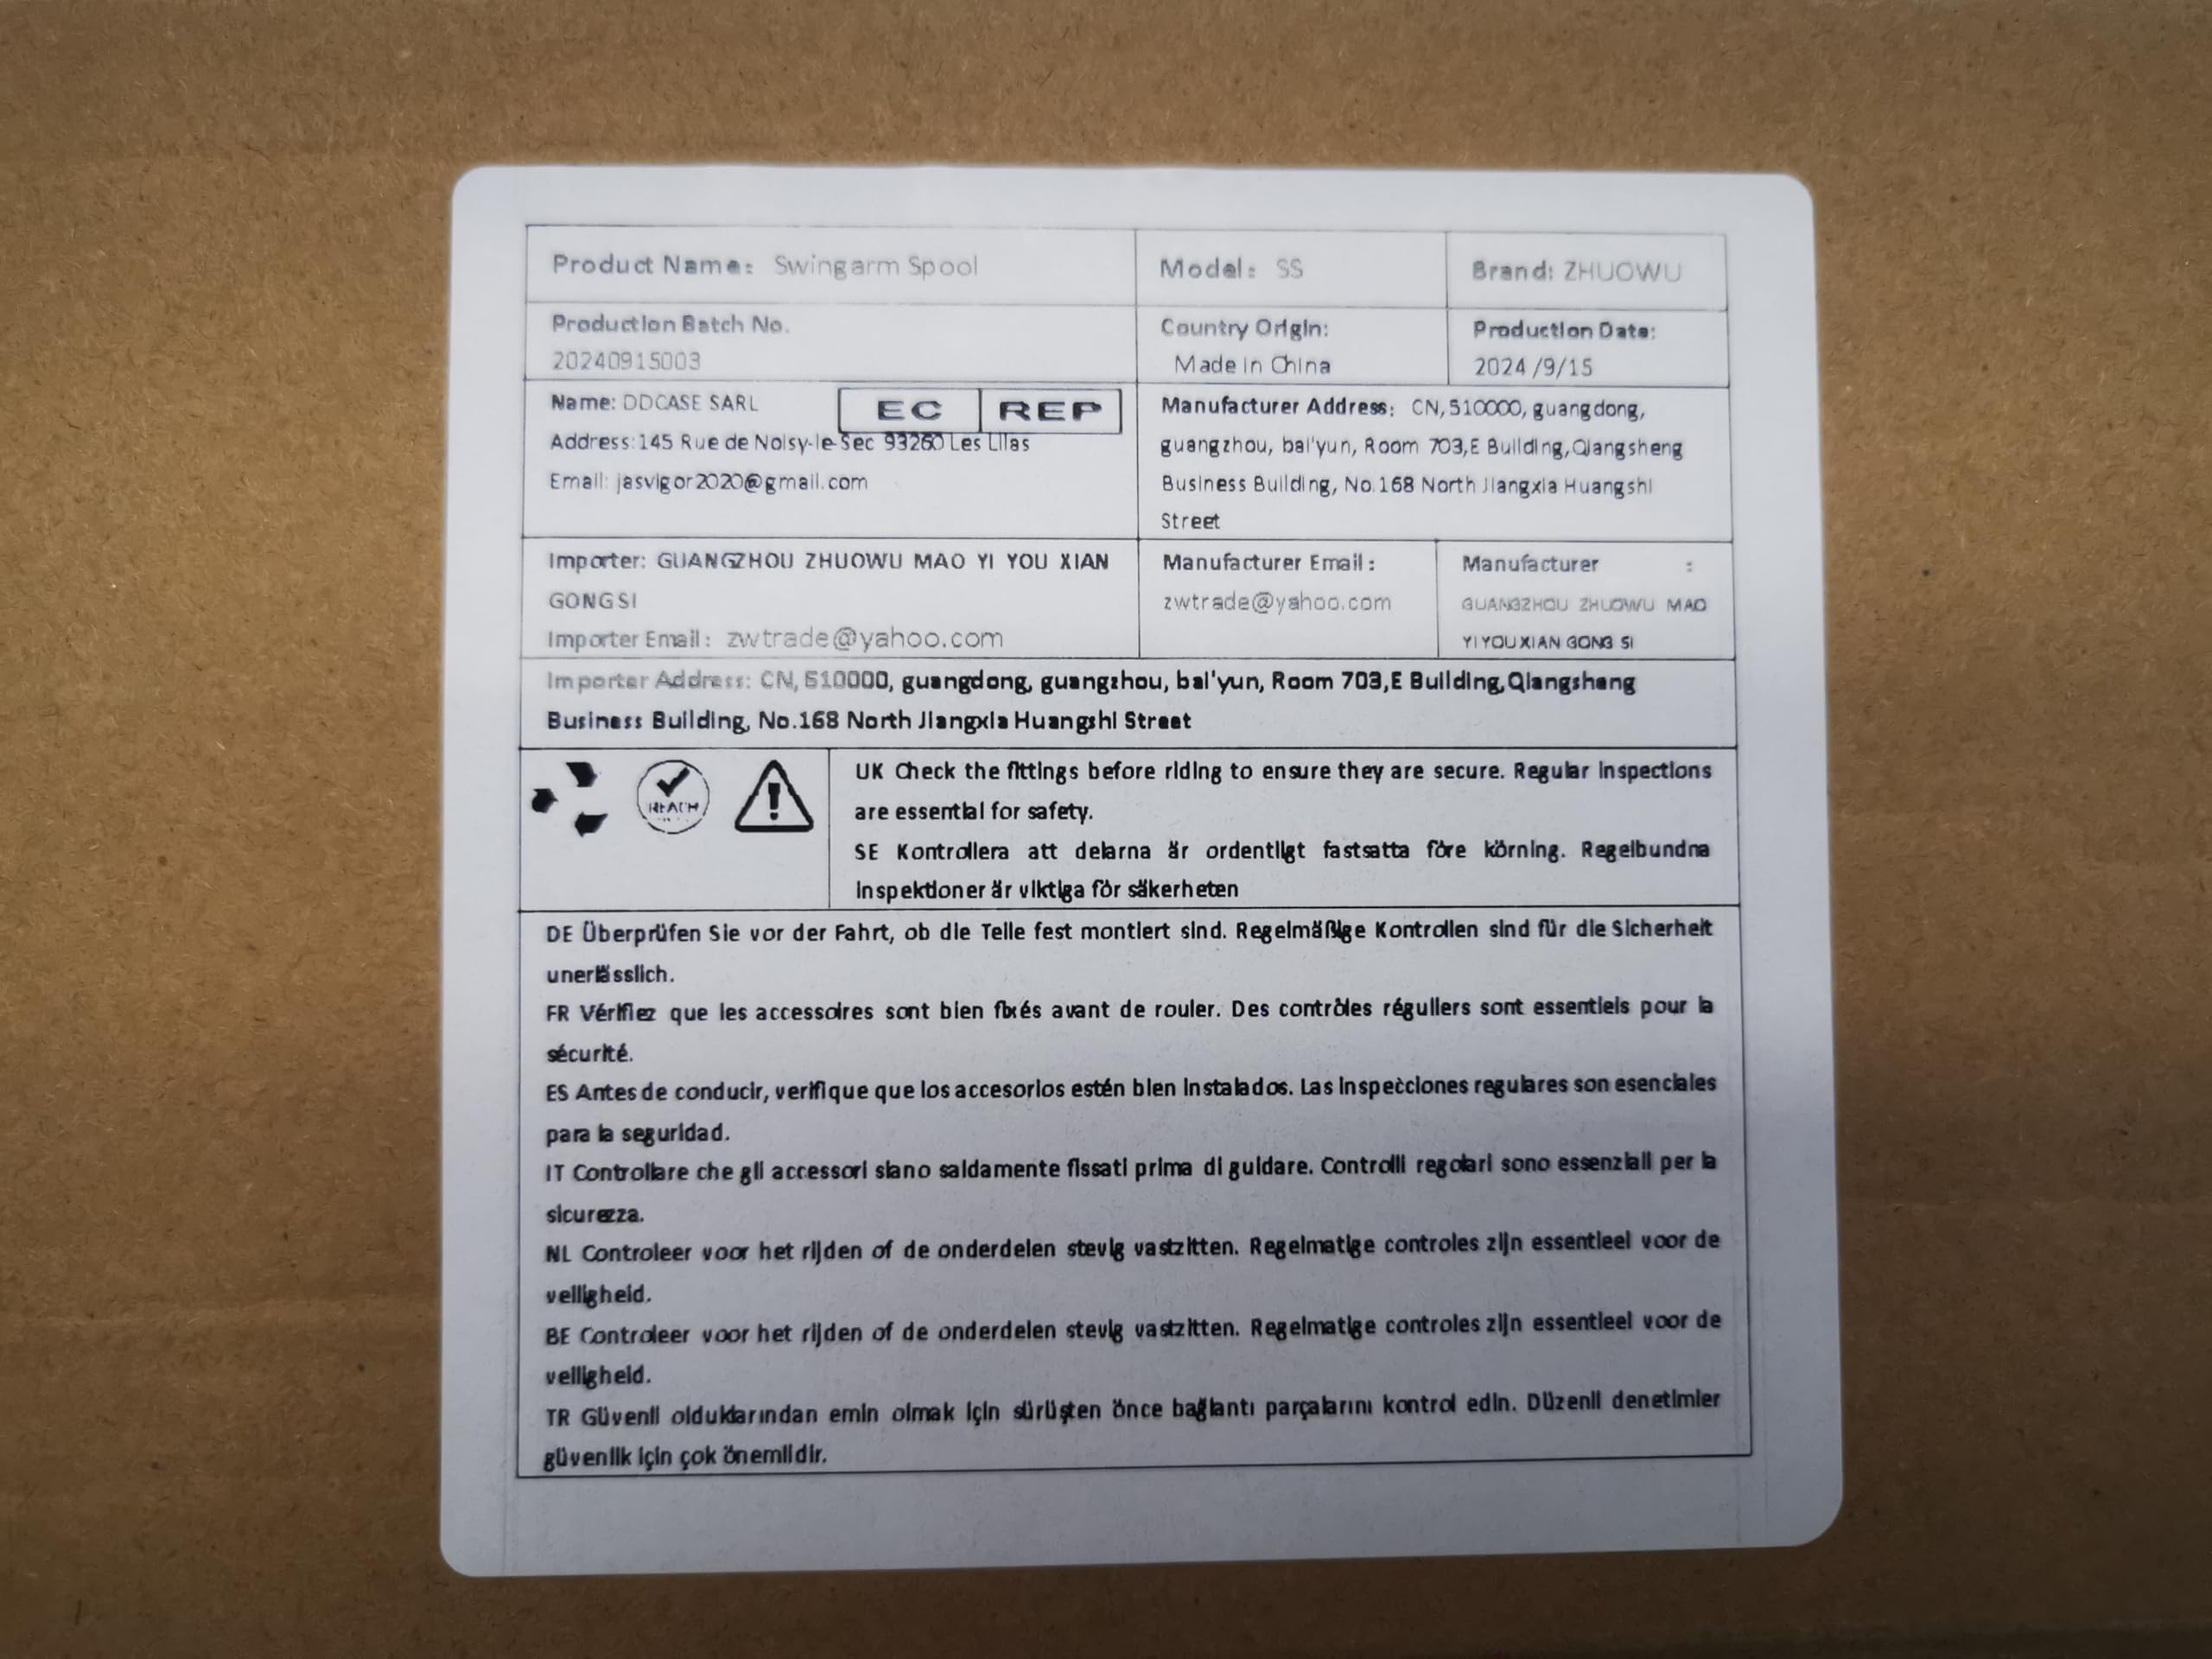 Product Name: Swingarm Spool
Model: SS
Brand: ZHUOWU
Production Batch No.
20240915003
Country Origin:
Made in China
Production Date:
2024/9/15
Name: DDCASE SARL
EC REP
Address:145 Rue de Noisy-le-Sec 93260 Les Lilas
Email: jasvigor2020@gmail.com
Manufacturer Address: CN,510000, guangdong,
guangzhou, bai'yun, Room 703,E Building,Qiangsheng
Business Building, No.168 North Jiangxia Huangshi
Street
Importer: GUANGZHOU ZHUOWU MAO YI YOU XIAN
GONG SI
Importer Email: zwtrade@yahoo.com
Manufacturer Email:
zwtrade@yahoo.com
Manufacturer :
GUANGZHOU ZHUOWU MAO
YI YOU XIAN GONG SI
Importer Address: CN, 510000, guangdong, guangzhou, bai'yun, Room 703,E Building,Qiangsheng
Business Building, No.168 North Jiangxia Huangshi Street
REACH
UK Check the fittings before riding to ensure they are secure. Regular inspections
are essential for safety.
SE Kontrollera att delarna är ordentligt fastsatta före körning. Regelbundna
inspektioner är viktiga för säkerheten
DE Überprüfen Sie vor der Fahrt, ob die Teile fest montiert sind. Regelmäßige Kontrollen sind für die Sicherheit
unerlässlich.
FR Vérifiez que les accessoires sont bien fixés avant de rouler. Des contrôles réguliers sont essentiels pour la
sécurité.
ES Antes de conducir, verifique que los accesorios estén bien instalados. Las inspecciones regulares son esenciales
para la seguridad.
IT Controllare che gli accessori siano saldamente fissati prima di guidare. Controlli regolari sono essenziali per la
sicurezza.
NL Controleer voor het rijden of de onderdelen stevig vastzitten. Regelmatige controles zijn essentieel voor de
veiligheid.
BE Controleer voor het rijden of de onderdelen stevig vastzitten. Regelmatige controles zijn essentieel voor de
veiligheid.
TR Güvenli olduklarından emin olmak için sürüşten önce bağlantı parçalarını kontrol edin. Düzenli denetimler
güvenlik için çok önemlidir.